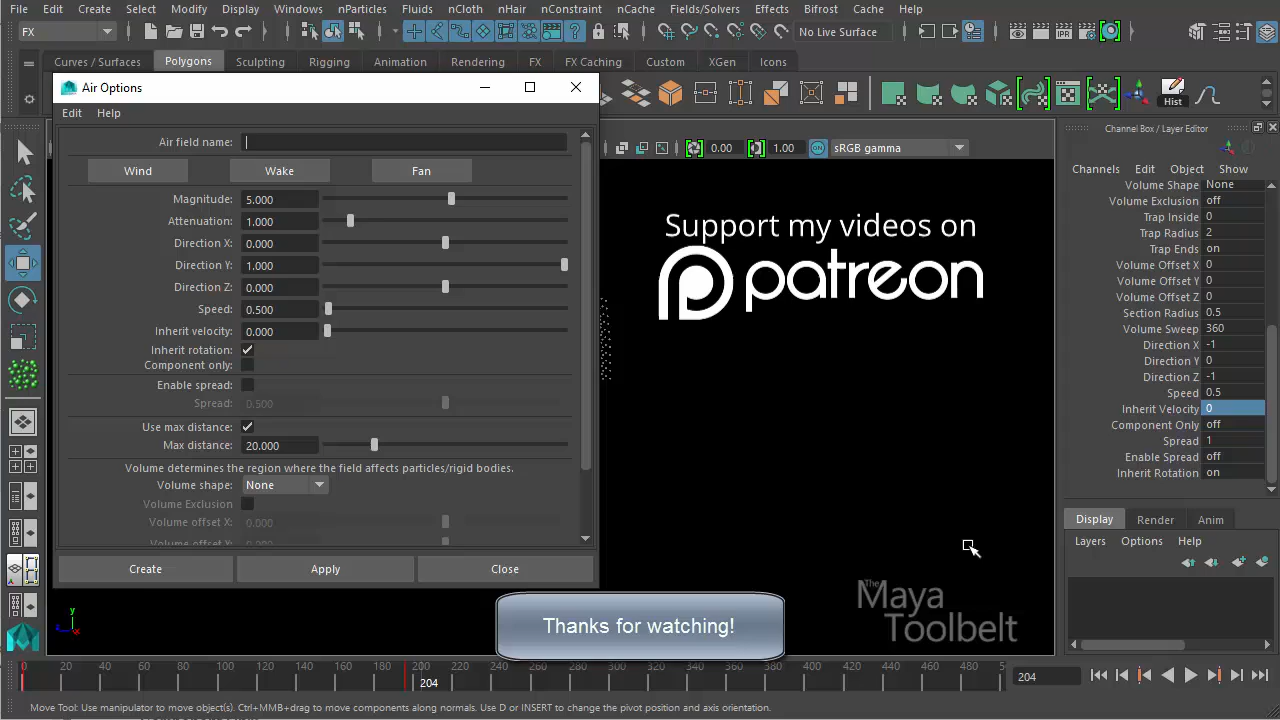 File Edit Create Select Modify Display Windows nParticles Fluids nCloth nHair nConstraint nCache Fields/Solvers Effects Bifrost Cache Help
FX No Live Surface
Curves / Surfaces Polygons Sculpting Rigging Animation Rendering FX FX Caching Custom XGen Icons
Hist
Air Options
Edit Help
Air field name:
Wind Wake Fan
Magnitude: 5.000
Attenuation: 1.000
Direction X: 0.000
Direction Y: 1.000
Direction Z: 0.000
Speed: 0.500
Inherit velocity: 0.000
Inherit rotation:
Component only:
Enable spread:
Spread: 0.500
Use max distance:
Max distance: 20.000
Volume determines the region where the field affects particles/rigid bodies.
Volume shape: None
Volume Exclusion
Volume offset X: 0.000
Create Apply Close
0.00 1.00 ON sRGB gamma
Support my videos on
patreon
The
Maya
Toolbelt
Thanks for watching!
Channel Box / Layer Editor
Channels Edit Object Show
Volume Shape None
Volume Exclusion off
Trap Inside 0
Trap Radius 2
Trap Ends on
Volume Offset X 0
Volume Offset Y 0
Volume Offset Z 0
Section Radius 0.5
Volume Sweep 360
Direction X -1
Direction Y 0
Direction Z -1
Speed 0.5
Inherit Velocity 0
Component Only off
Spread 1
Enable Spread off
Inherit Rotation on
Display Render Anim
Layers Options Help
y
z x
0 20 40 60 80 100 120 140 160 180 200 220 240 260 280 300 320 340 360 380 400 420 440 460 480
204 204
Move Tool: Use manipulator to move object(s). Ctrl+MMB+drag to move components along normals. Use D or INSERT to change the pivot position and axis orientation.